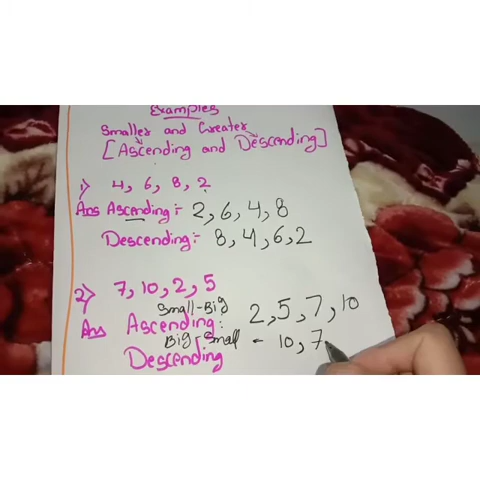 Examples
Smaller and Greater
[Ascending and Descending]
1) 4, 6, 8, 2
Ans Ascending:- 2, 6, 4, 8
Descending:- 8, 4, 6, 2
2) 7, 10, 2, 5
Small-Big
Ans Ascending: 2, 5, 7, 10
Big-Small - 10, 7
Descending